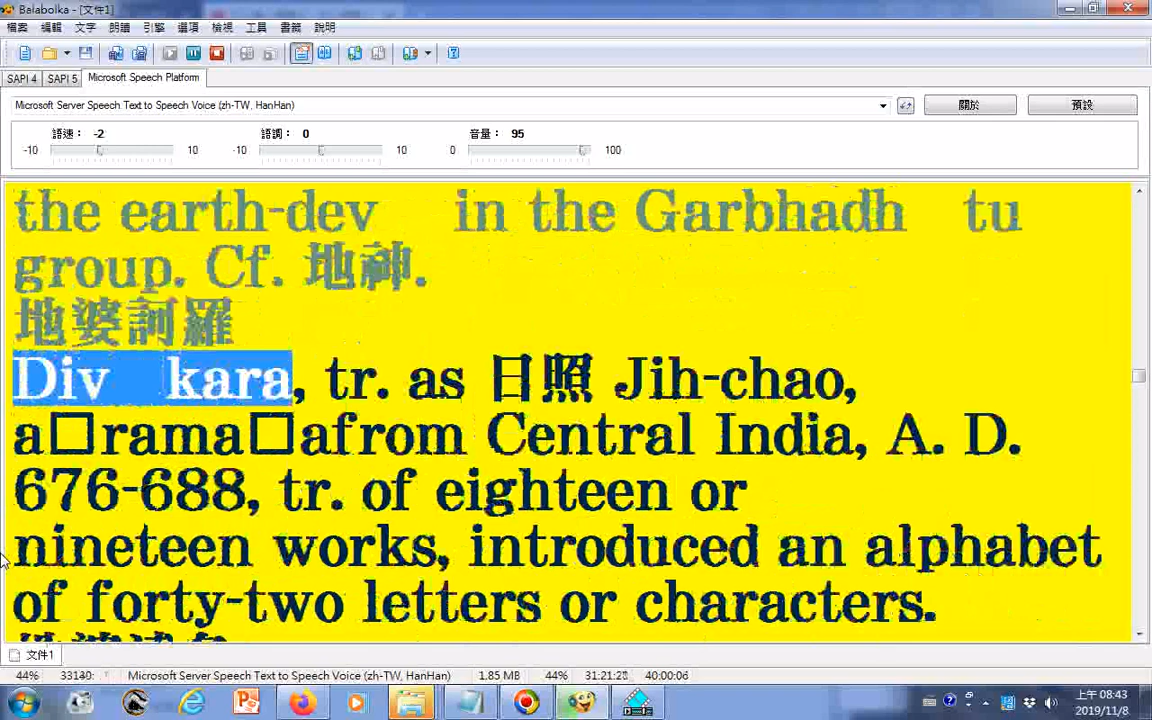 Balabolka - [文件1]
檔案 編輯 文字 朗讀 引擎 選項 檢視 工具 書籤 說明
SAPI 4 SAPI 5 Microsoft Speech Platform
Microsoft Server Speech Text to Speech Voice (zh-TW, HanHan) 關於 預設
語速： -2 語調： 0 音量： 95
-10 10 -10 10 0 100
the earth-dev in the Garbhadh tu
group. Cf. 地神.
地婆訶羅
Div kara, tr. as 日照 Jih-chao,
a□rama□afrom Central India, A. D.
676-688, tr. of eighteen or
nineteen works, introduced an alphabet
of forty-two letters or characters.
文件1
44% Microsoft Server Speech Text to Speech Voice (zh-TW, HanHan) 1.85 MB 44% 40:00:06
上午 08:43
2019/11/8